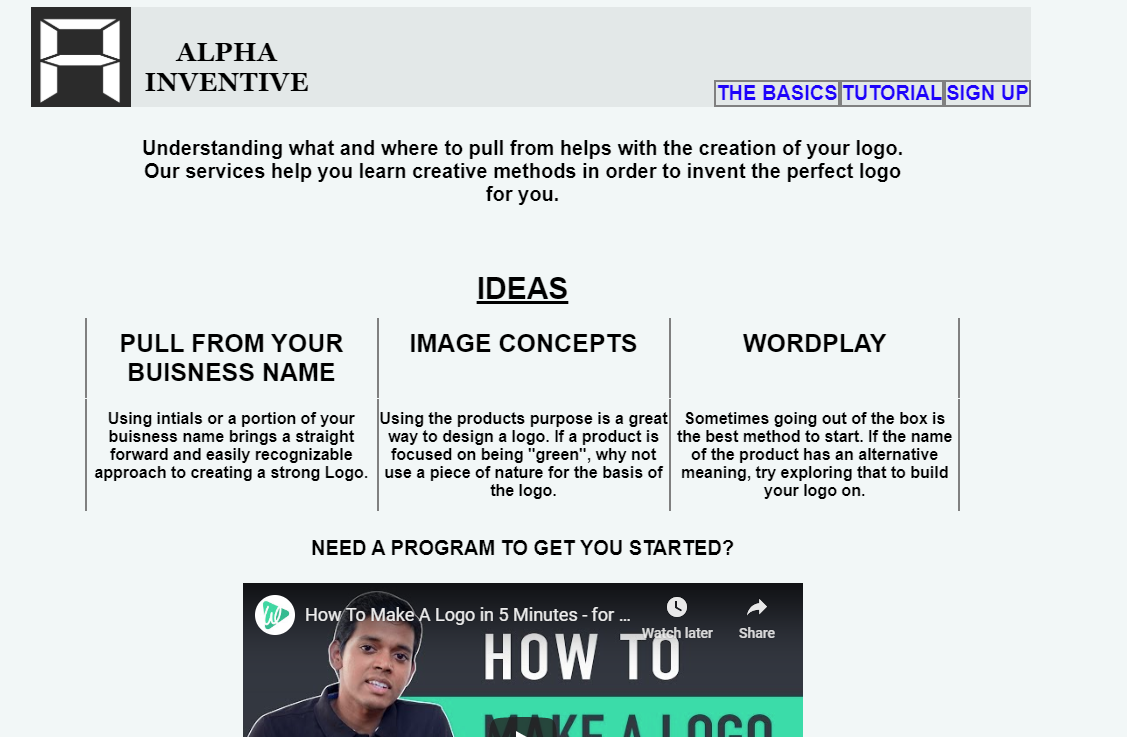 ALPHA
INVENTIVE
THE BASICS TUTORIAL SIGN UP
Understanding what and where to pull from helps with the creation of your logo.
Our services help you learn creative methods in order to invent the perfect logo
for you.
IDEAS
PULL FROM YOUR
BUISNESS NAME
Using intials or a portion of your
buisness name brings a straight
forward and easily recognizable
approach to creating a strong Logo.
IMAGE CONCEPTS
Using the products purpose is a great
way to design a logo. If a product is
focused on being "green", why not
use a piece of nature for the basis of
the logo.
WORDPLAY
Sometimes going out of the box is
the best method to start. If the name
of the product has an alternative
meaning, try exploring that to build
your logo on.
NEED A PROGRAM TO GET YOU STARTED?
How To Make A Logo in 5 Minutes - for ...
Watch later Share
HOW TO
MAKE A LOGO